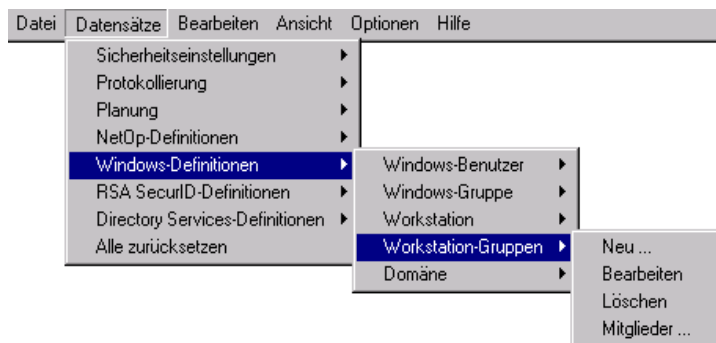 Datei Datensätze Bearbeiten Ansicht Optionen Hilfe
Sicherheitseinstellungen
Protokollierung
Planung
NetOp-Definitionen
Windows-Definitionen
RSA SecurID-Definitionen
Directory Services-Definitionen
Alle zurücksetzen
Windows-Benutzer
Windows-Gruppe
Workstation
Workstation-Gruppen
Domäne
Neu ...
Bearbeiten
Löschen
Mitglieder ...